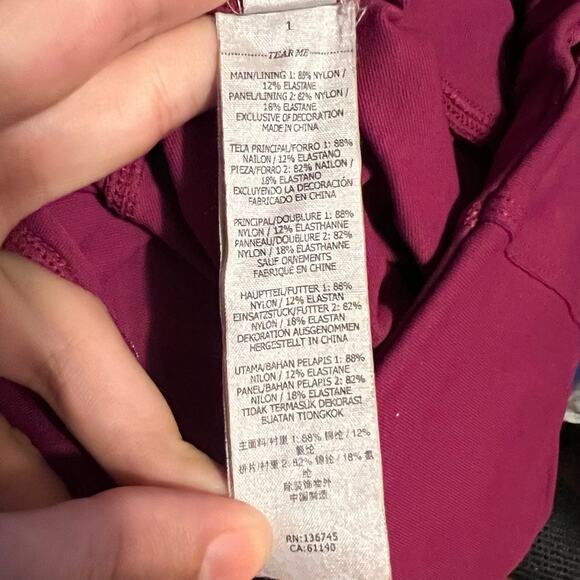 1
TEAR ME
MAIN/LINING 1: 88% NYLON /
12% ELASTANE
PANEL/LINING 2: 82% NYLON /
18% ELASTANE
EXCLUSIVE OF DECORATION
MADE IN CHINA
TELA PRINCIPAL/FORRO 1: 88%
NAILON / 12% ELASTANO
PIEZA/FORRO 2: 82% NAILON /
18% ELASTANO
EXCLUYENDO LA DECORACIÓN
FABRICADO EN CHINA
PRINCIPAL/DOUBLURE 1: 88%
NYLON / 12% ELASTHANNE
PANNEAU/DOUBLURE 2: 82%
NYLON / 18% ELASTHANNE
SAUF ORNEMENTS
FABRIQUE EN CHINE
HAUPTTEIL/FUTTER 1: 88%
NYLON / 12% ELASTAN
EINSATZSTUCK/FUTTER 2: 82%
NYLON / 18% ELASTAN
DEKORATION AUSGENOMMEN
HERGESTELLT IN CHINA
UTAMA/BAHAN PELAPIS 1: 88%
NILON / 12% ELASTANE
PANEL/BAHAN PELAPIS 2: 82%
NILON / 18% ELASTANE
TIDAK TERMASUK DEKORASI
BUATAN TIONGKOK
主面料/衬里 1: 88% 锦纶 / 12%
氨纶
拼片/衬里 2: 82% 锦纶 / 18% 氨
纶
除装饰物外
中国制造
RN:136745
CA:61140